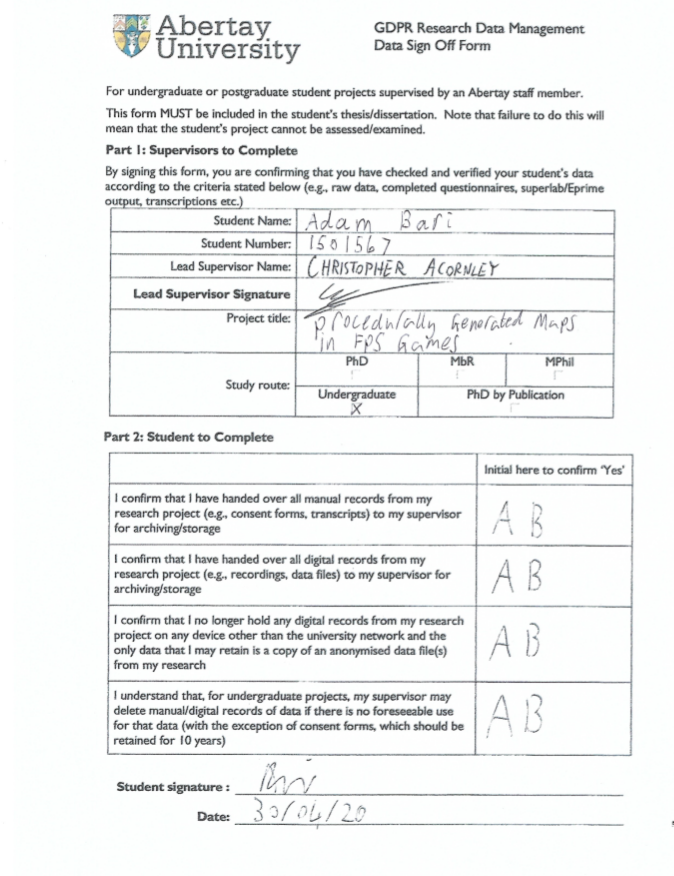 Abertay
University
GDPR Research Data Management
Data Sign Off Form
For undergraduate or postgraduate student projects supervised by an Abertay staff member.
This form MUST be included in the student's thesis/dissertation. Note that failure to do this will
mean that the student's project cannot be assessed/examined.
Part 1: Supervisors to Complete
By signing this form, you are confirming that you have checked and verified your student's data
according to the criteria stated below (e.g., raw data, completed questionnaires, superlab/Eprime
output, transcriptions etc.)
Student Name: Adam Bari
Student Number: 1501567
Lead Supervisor Name: CHRISTOPHER ACORNLEY
Lead Supervisor Signature
Project title: Procedurally Generated Maps
in FPS Games
Study route:
PhD MbR MPhil
Undergraduate PhD by Publication
X
Part 2: Student to Complete
Initial here to confirm 'Yes'
I confirm that I have handed over all manual records from my
research project (e.g., consent forms, transcripts) to my supervisor
for archiving/storage
A B
I confirm that I have handed over all digital records from my
research project (e.g., recordings, data files) to my supervisor for
archiving/storage
A B
I confirm that I no longer hold any digital records from my research
project on any device other than the university network and the
only data that I may retain is a copy of an anonymised data file(s)
from my research
A B
I understand that, for undergraduate projects, my supervisor may
delete manual/digital records of data if there is no foreseeable use
for that data (with the exception of consent forms, which should be
retained for 10 years)
A B
Student signature :
Date: 30/04/20